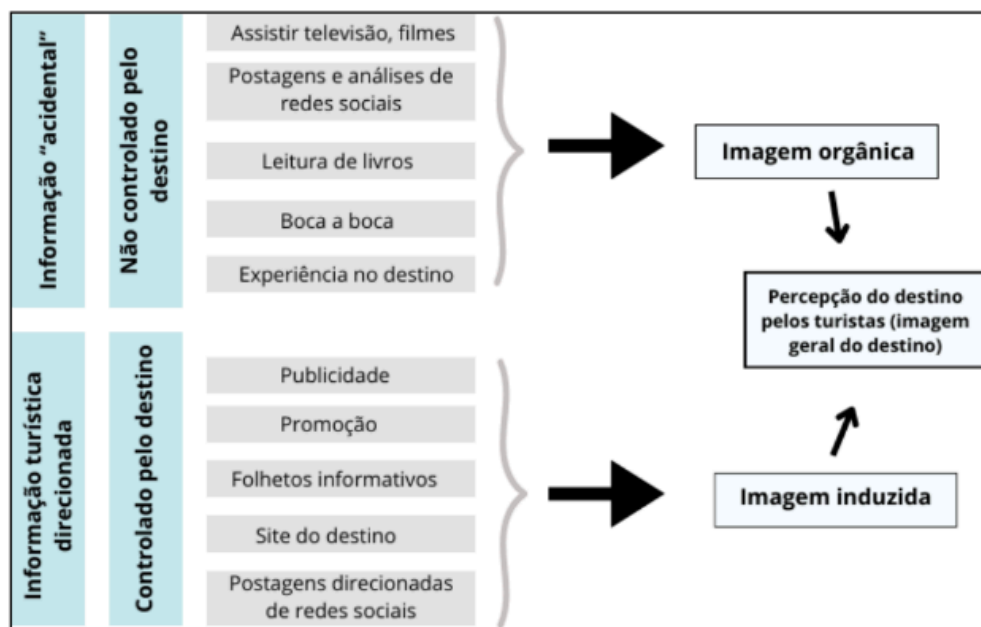 Informação “acidental”
Não controlado pelo
destino
Assistir televisão, filmes
Postagens e análises de
redes sociais
Leitura de livros
Boca a boca
Experiência no destino
Imagem orgânica
Percepção do destino
pelos turistas (imagem
geral do destino)
Informação turística
direcionada
Controlado pelo destino
Publicidade
Promoção
Folhetos informativos
Site do destino
Postagens direcionadas
de redes sociais
Imagem induzida